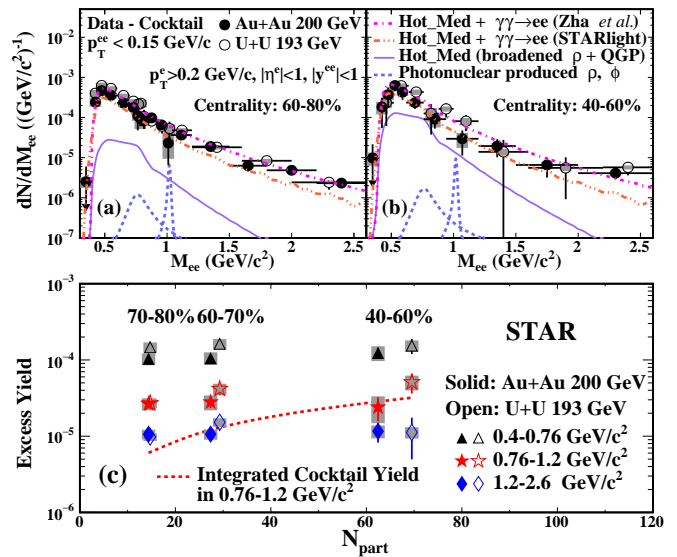 Data - Cocktail ● Au+Au 200 GeV
p_T^ee < 0.15 GeV/c ○ U+U 193 GeV
p_T^e>0.2 GeV/c, |η^e|<1, |y^ee|<1
Centrality: 60-80%
(a)
Hot_Med + γγ→ee (Zha et al.)
Hot_Med + γγ→ee (STARlight)
Hot_Med (broadened ρ + QGP)
Photonuclear produced ρ, ϕ
Centrality: 40-60%
(b)
dN/dM_ee ((GeV/c²)⁻¹)
10⁻¹
10⁻²
10⁻³
10⁻⁴
10⁻⁵
10⁻⁶
10⁻⁷
0.5 1 1.5 2 2.5
M_ee (GeV/c²)
0.5 1 1.5 2 2.5
M_ee (GeV/c²)
Excess Yield
10⁻³
10⁻⁴
10⁻⁵
10⁻⁶
70-80% 60-70% 40-60%
STAR
Solid: Au+Au 200 GeV
Open: U+U 193 GeV
▲ △ 0.4-0.76 GeV/c²
★ ☆ 0.76-1.2 GeV/c²
◆ ◇ 1.2-2.6 GeV/c²
(c)
Integrated Cocktail Yield
in 0.76-1.2 GeV/c²
0 20 40 60 80 100 120
N_part